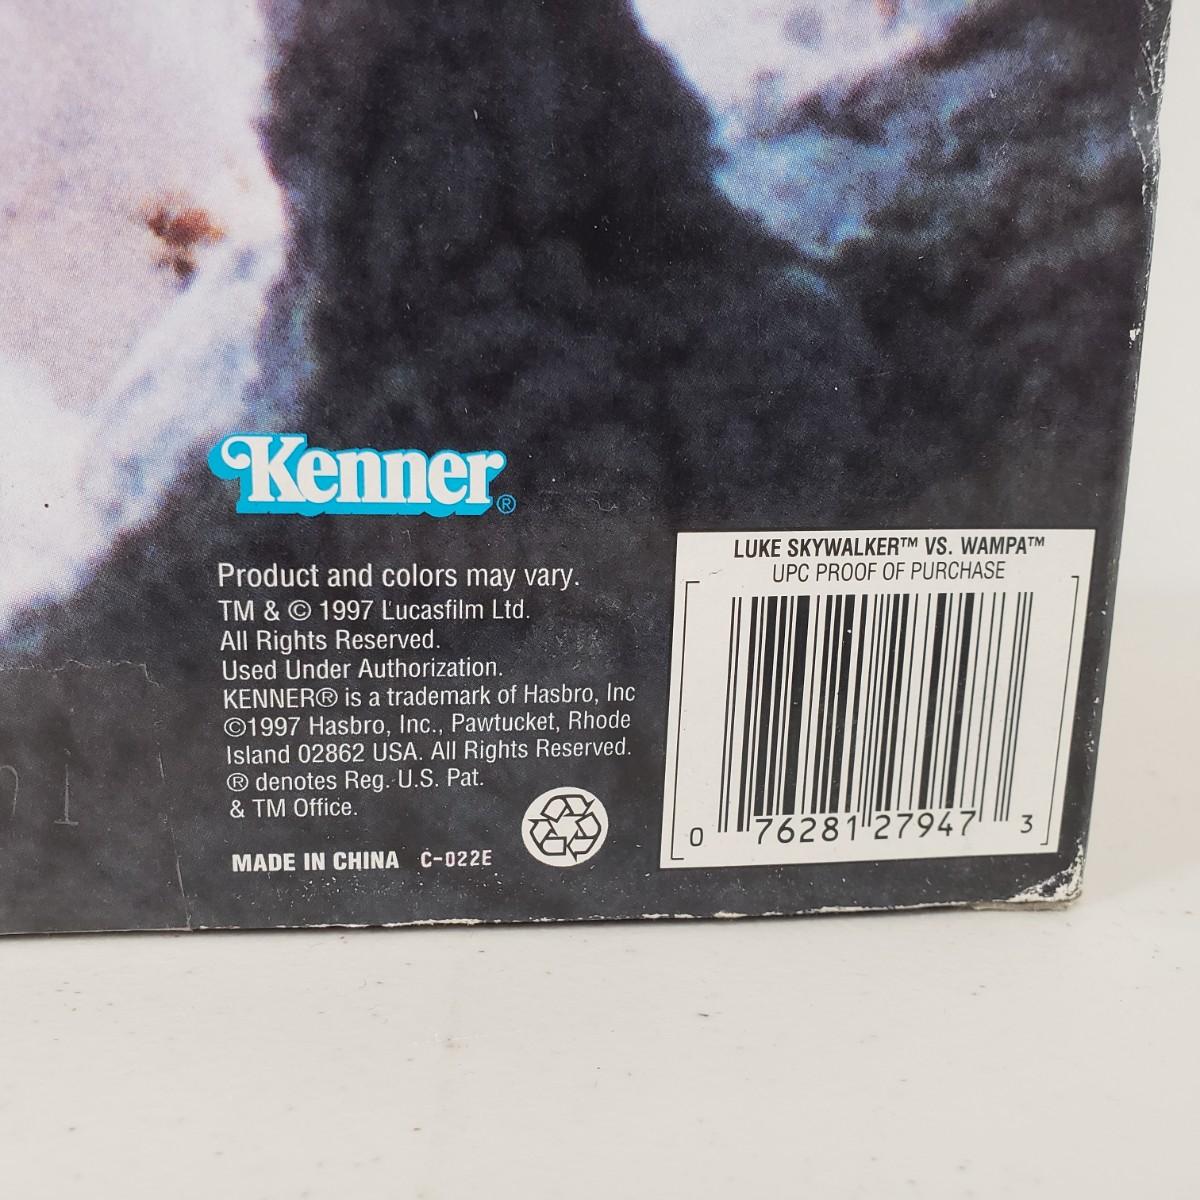 Kenner®
Product and colors may vary.
TM & © 1997 Lucasfilm Ltd.
All Rights Reserved.
Used Under Authorization.
KENNER® is a trademark of Hasbro, Inc
©1997 Hasbro, Inc., Pawtucket, Rhode
Island 02862 USA. All Rights Reserved.
® denotes Reg. U.S. Pat.
& TM Office.
MADE IN CHINA C-022E
LUKE SKYWALKER™ VS. WAMPA™
UPC PROOF OF PURCHASE
0 76281 27947 3